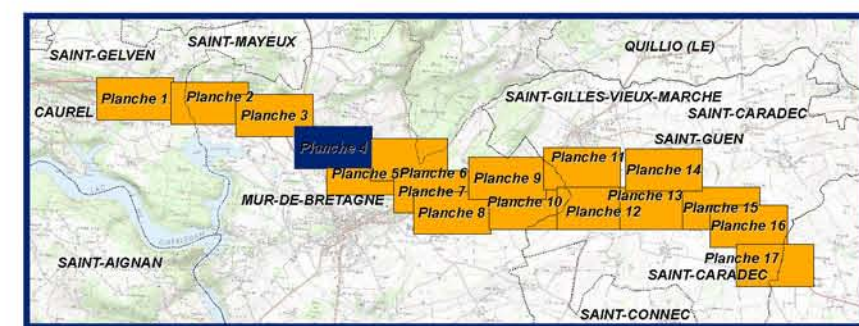 SAINT-GELVEN
SAINT-MAYEUX
QUILLIO (LE)
CAUREL
Planche 1
Planche 2
Planche 3
SAINT-GILLES-VIEUX-MARCHE
SAINT-CARADEC
SAINT-GUEN
Planche 4
Planche 5
Planche 6
Planche 7
Planche 8
Planche 9
Planche 10
Planche 11
Planche 12
Planche 13
Planche 14
Planche 15
Planche 16
Planche 17
MUR-DE-BRETAGNE
SAINT-AIGNAN
SAINT-CARADEC
SAINT-CONNEC